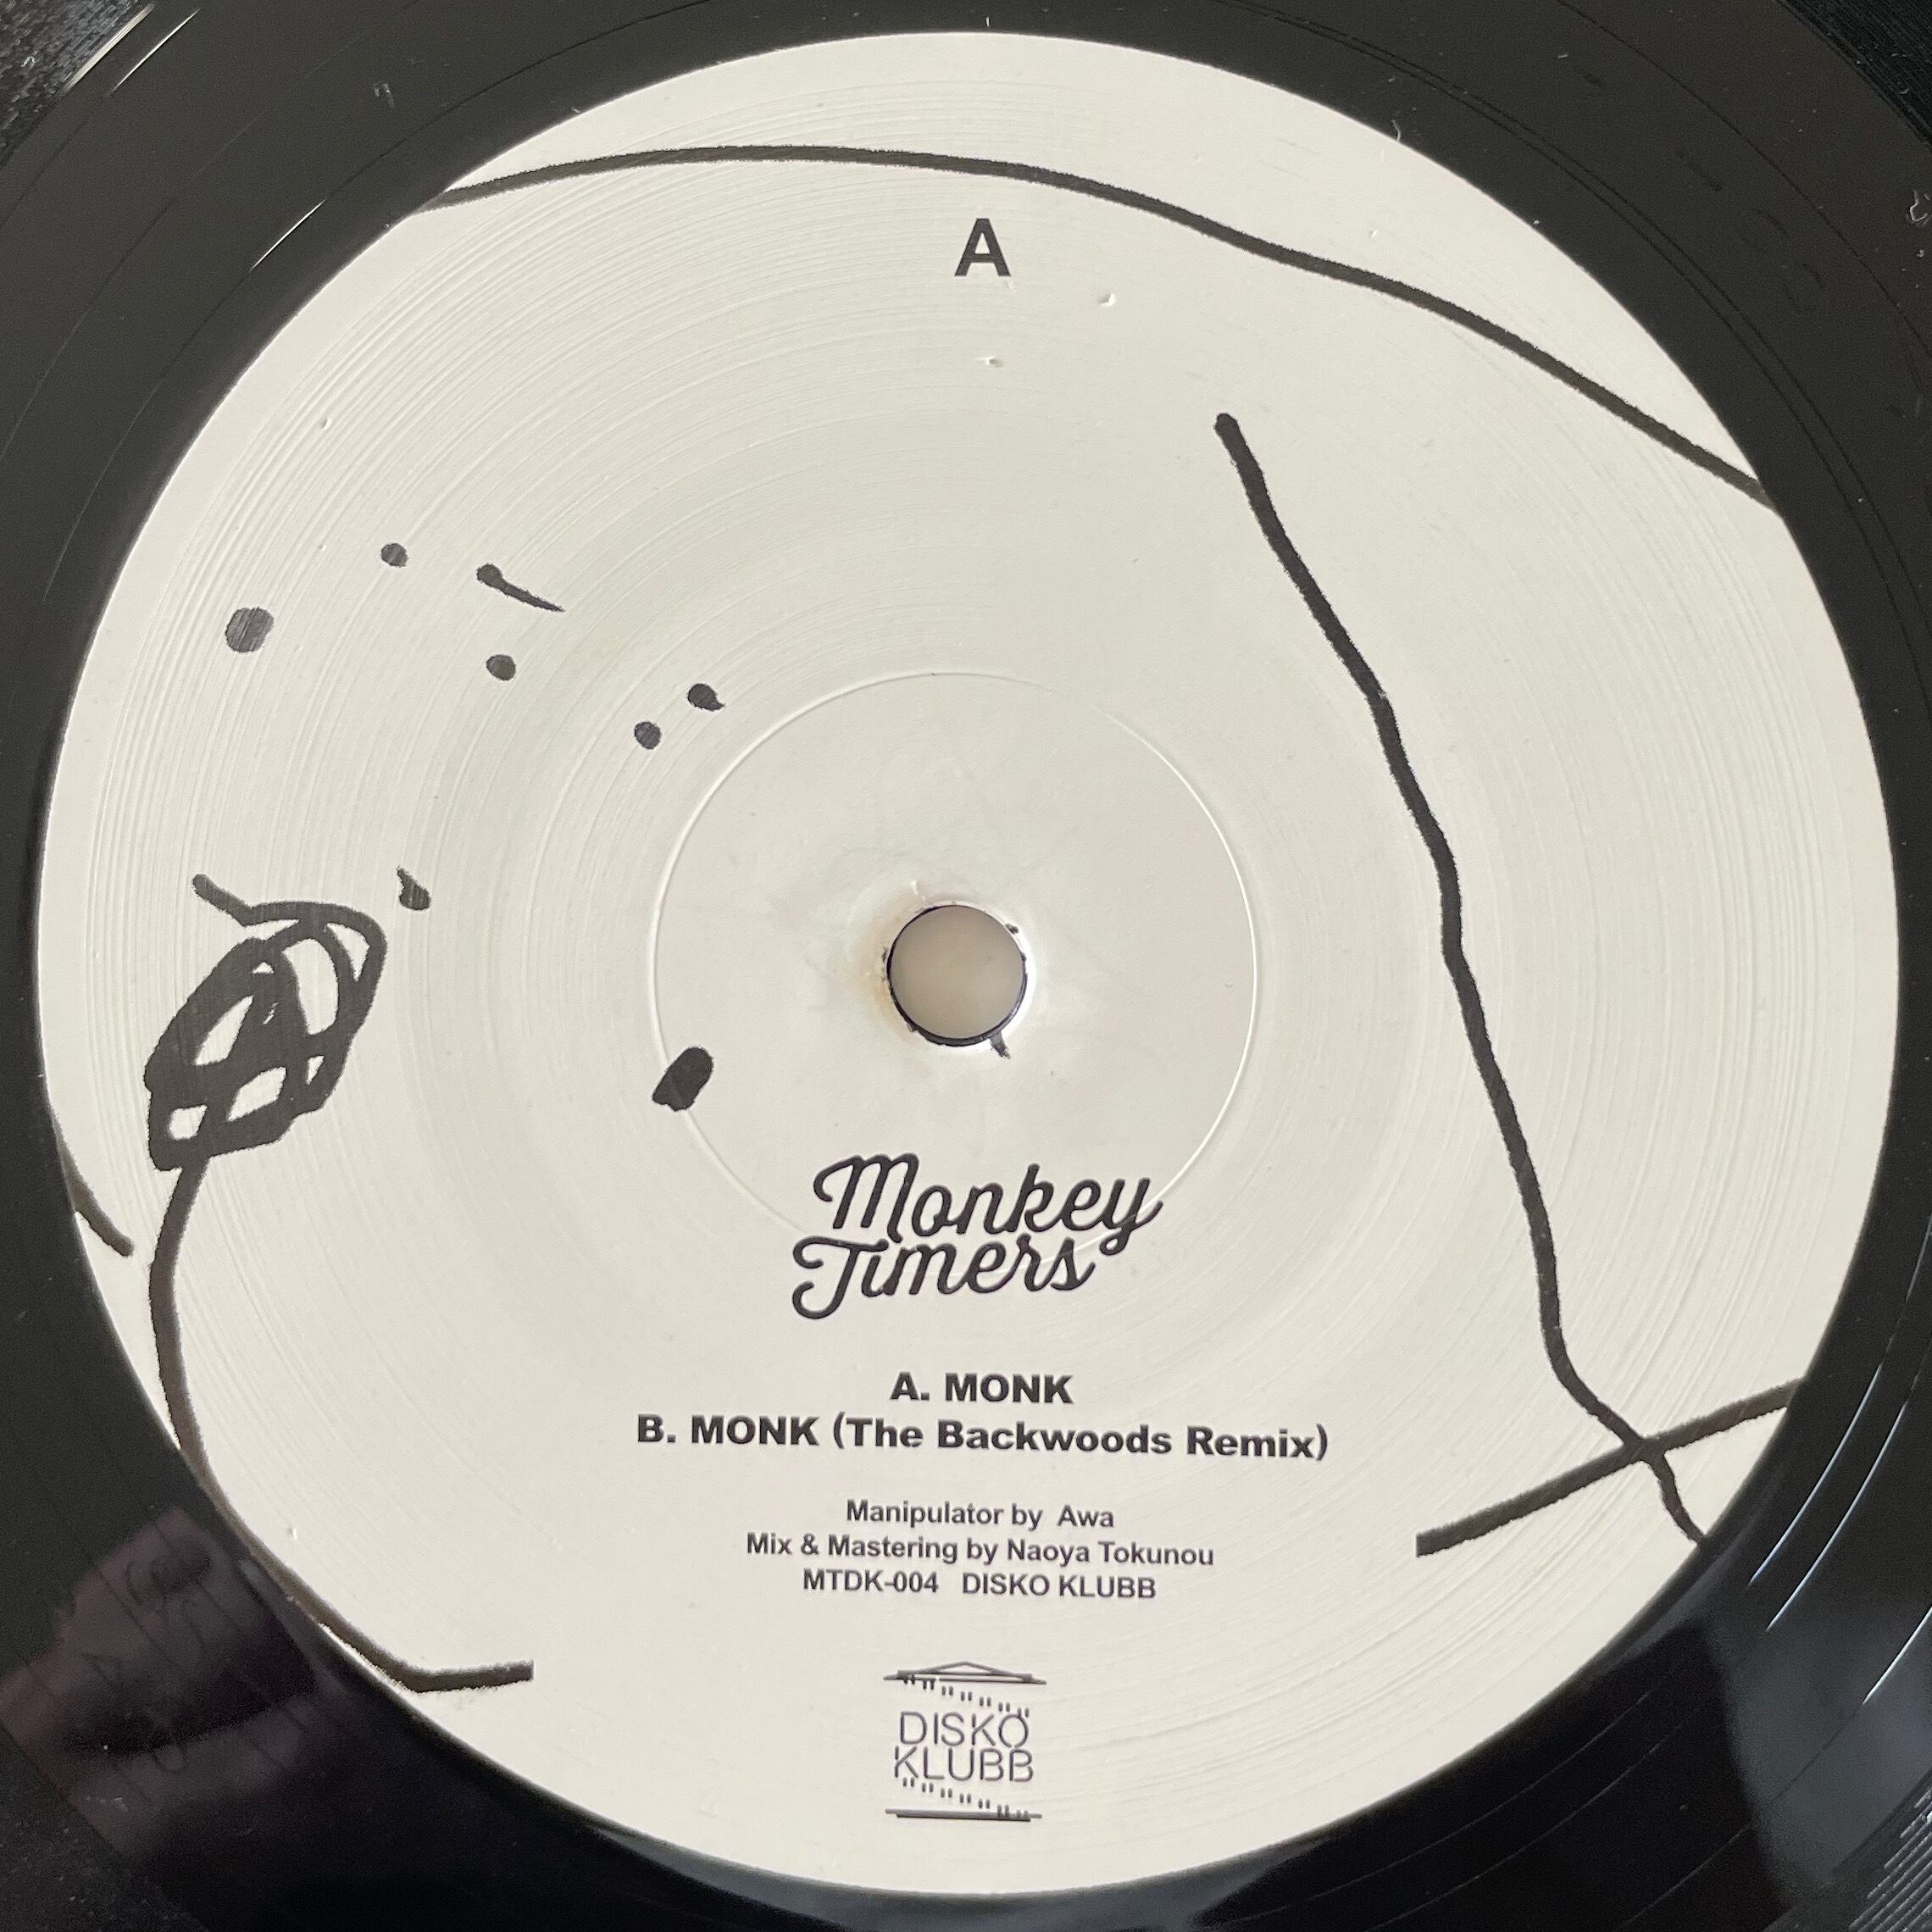 A
Monkey
Timers
A. MONK
B. MONK (The Backwoods Remix)
Manipulator by Awa
Mix & Mastering by Naoya Tokunou
MTDK-004 DISKO KLUBB
DISKO
KLUBB